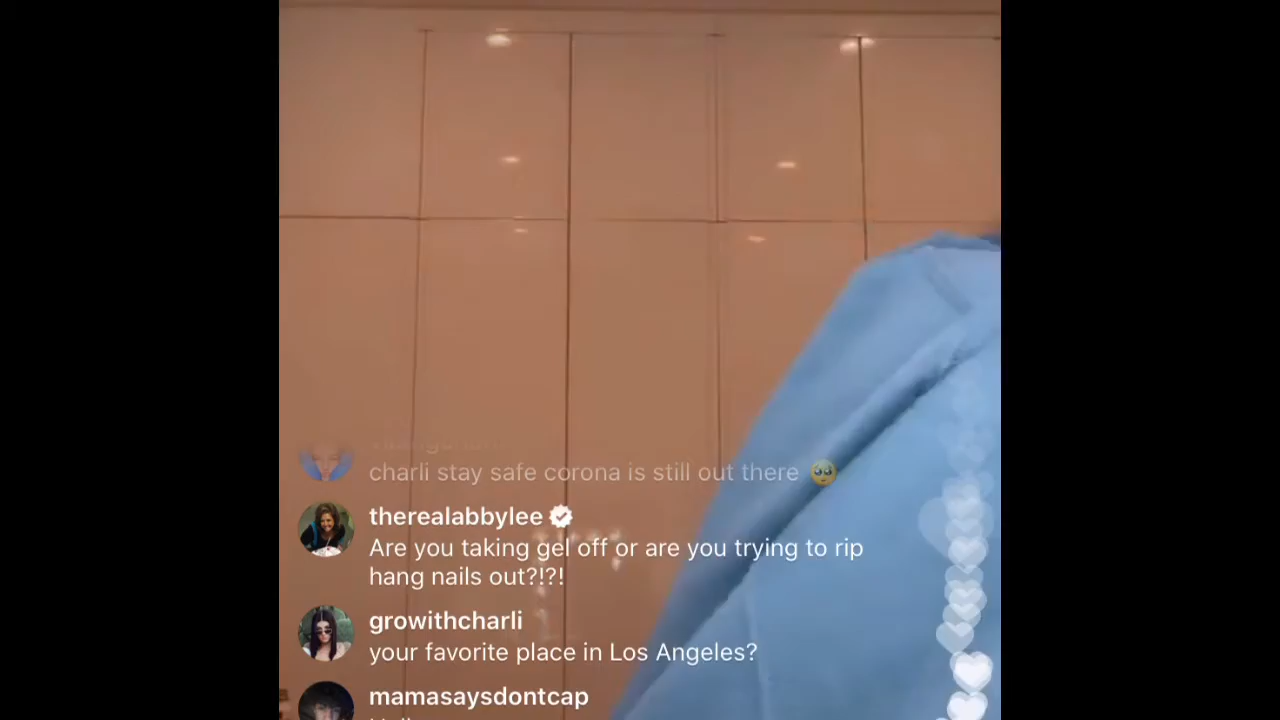 charli stay safe corona is still out there 🥹
therealabbylee
Are you taking gel off or are you trying to rip
hang nails out?!?!
growithcharli
your favorite place in Los Angeles?
mamasaysdontcap